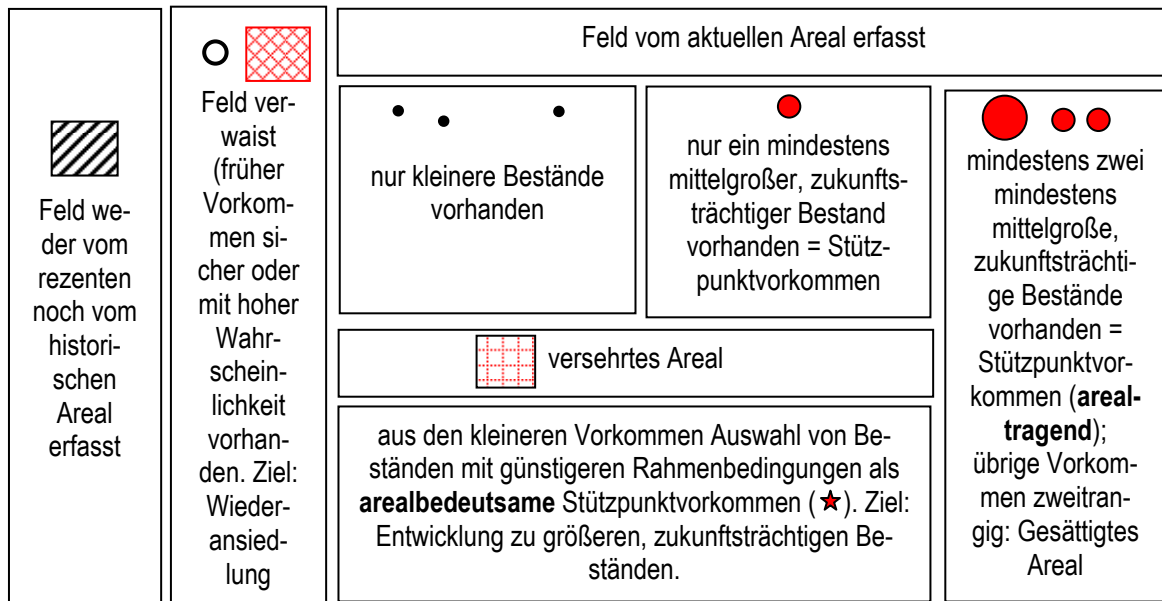 Feld we-
der vom
rezenten
noch vom
histori-
schen
Areal
erfasst
Feld ver-
waist
(früher
Vorkom-
men si-
cher oder
mit hoher
Wahr-
schein-
lichkeit
vorhan-
den. Ziel:
Wieder-
ansied-
lung
Feld vom aktuellen Areal erfasst
nur kleinere Bestände
vorhanden
nur ein mindestens
mittelgroßer, zukunfts-
trächtiger Bestand
vorhanden = Stütz-
punktvorkommen
versehrtes Areal
aus den kleineren Vorkommen Auswahl von Be-
ständen mit günstigeren Rahmenbedingungen als
arealbedeutsame Stützpunktvorkommen (★). Ziel:
Entwicklung zu größeren, zukunftsträchtigen Be-
ständen.
mindestens zwei
mindestens
mittelgroße,
zukunftsträchti-
ge Bestände
vorhanden =
Stützpunktvor-
kommen (areal-
tragend);
übrige Vorkom-
men zweitran-
gig: Gesättigtes
Areal